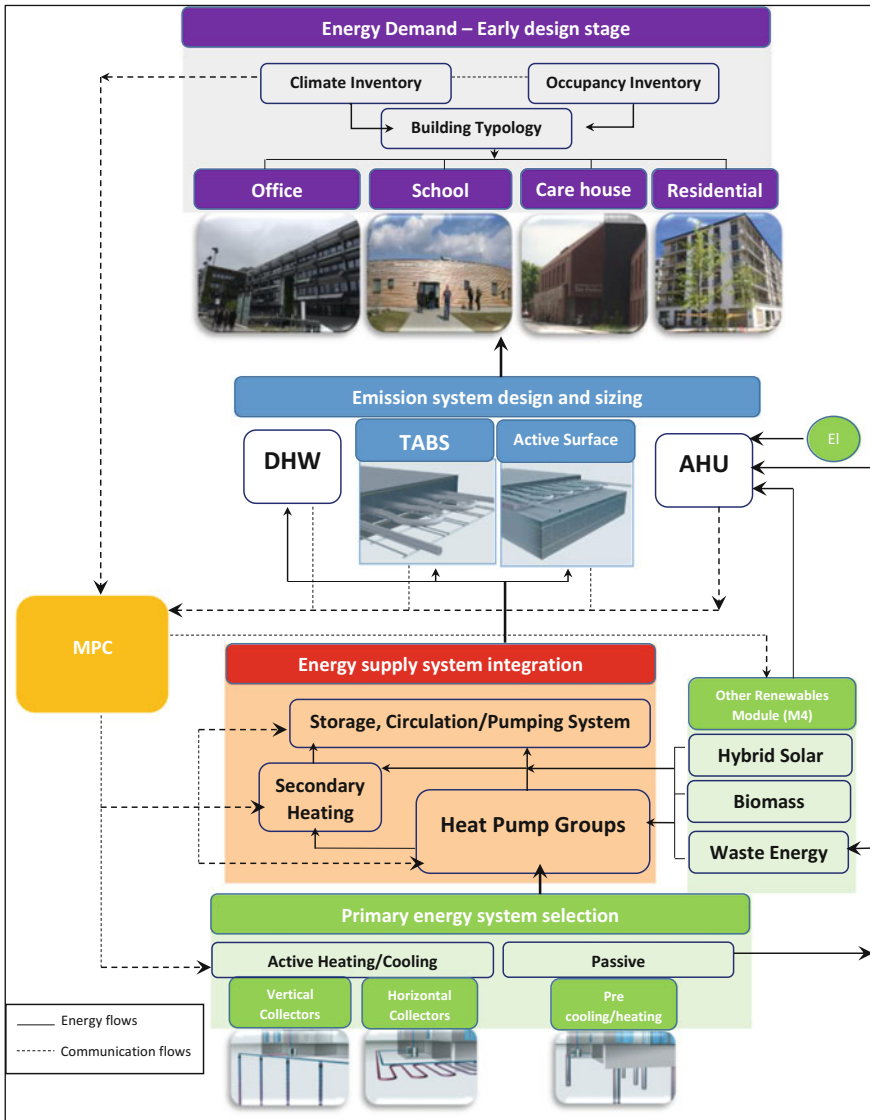 Energy Demand – Early design stage
Climate Inventory
Occupancy Inventory
Building Typology
Office
School
Care house
Residential
Emission system design and sizing
DHW
TABS
Active Surface
AHU
El
MPC
Energy supply system integration
Other Renewables
Module (M4)
Storage, Circulation/Pumping System
Hybrid Solar
Secondary
Heating
Biomass
Heat Pump Groups
Waste Energy
Primary energy system selection
Active Heating/Cooling
Passive
Vertical
Collectors
Horizontal
Collectors
Pre
cooling/heating
Energy flows
Communication flows